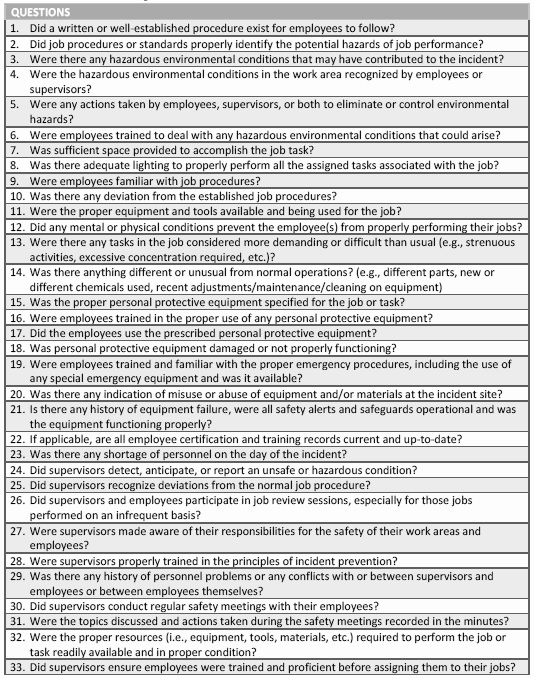 QUESTIONS
1. Did a written or well-established procedure exist for employees to follow?
2. Did job procedures or standards properly identify the potential hazards of job performance?
3. Were there any hazardous environmental conditions that may have contributed to the incident?
4. Were the hazardous environmental conditions in the work area recognized by employees or
supervisors?
5. Were any actions taken by employees, supervisors, or both to eliminate or control environmental
hazards?
6. Were employees trained to deal with any hazardous environmental conditions that could arise?
7. Was sufficient space provided to accomplish the job task?
8. Was there adequate lighting to properly perform all the assigned tasks associated with the job?
9. Were employees familiar with job procedures?
10. Was there any deviation from the established job procedures?
11. Were the proper equipment and tools available and being used for the job?
12. Did any mental or physical conditions prevent the employee(s) from properly performing their jobs?
13. Were there any tasks in the job considered more demanding or difficult than usual (e.g., strenuous
activities, excessive concentration required, etc.)?
14. Was there anything different or unusual from normal operations? (e.g., different parts, new or
different chemicals used, recent adjustments/maintenance/cleaning on equipment)
15. Was the proper personal protective equipment specified for the job or task?
16. Were employees trained in the proper use of any personal protective equipment?
17. Did the employees use the prescribed personal protective equipment?
18. Was personal protective equipment damaged or not properly functioning?
19. Were employees trained and familiar with the proper emergency procedures, including the use of
any special emergency equipment and was it available?
20. Was there any indication of misuse or abuse of equipment and/or materials at the incident site?
21. Is there any history of equipment failure, were all safety alerts and safeguards operational and was
the equipment functioning properly?
22. If applicable, are all employee certification and training records current and up-to-date?
23. Was there any shortage of personnel on the day of the incident?
24. Did supervisors detect, anticipate, or report an unsafe or hazardous condition?
25. Did supervisors recognize deviations from the normal job procedure?
26. Did supervisors and employees participate in job review sessions, especially for those jobs
performed on an infrequent basis?
27. Were supervisors made aware of their responsibilities for the safety of their work areas and
employees?
28. Were supervisors properly trained in the principles of incident prevention?
29. Was there any history of personnel problems or any conflicts with or between supervisors and
employees or between employees themselves?
30. Did supervisors conduct regular safety meetings with their employees?
31. Were the topics discussed and actions taken during the safety meetings recorded in the minutes?
32. Were the proper resources (i.e., equipment, tools, materials, etc.) required to perform the job or
task readily available and in proper condition?
33. Did supervisors ensure employees were trained and proficient before assigning them to their jobs?